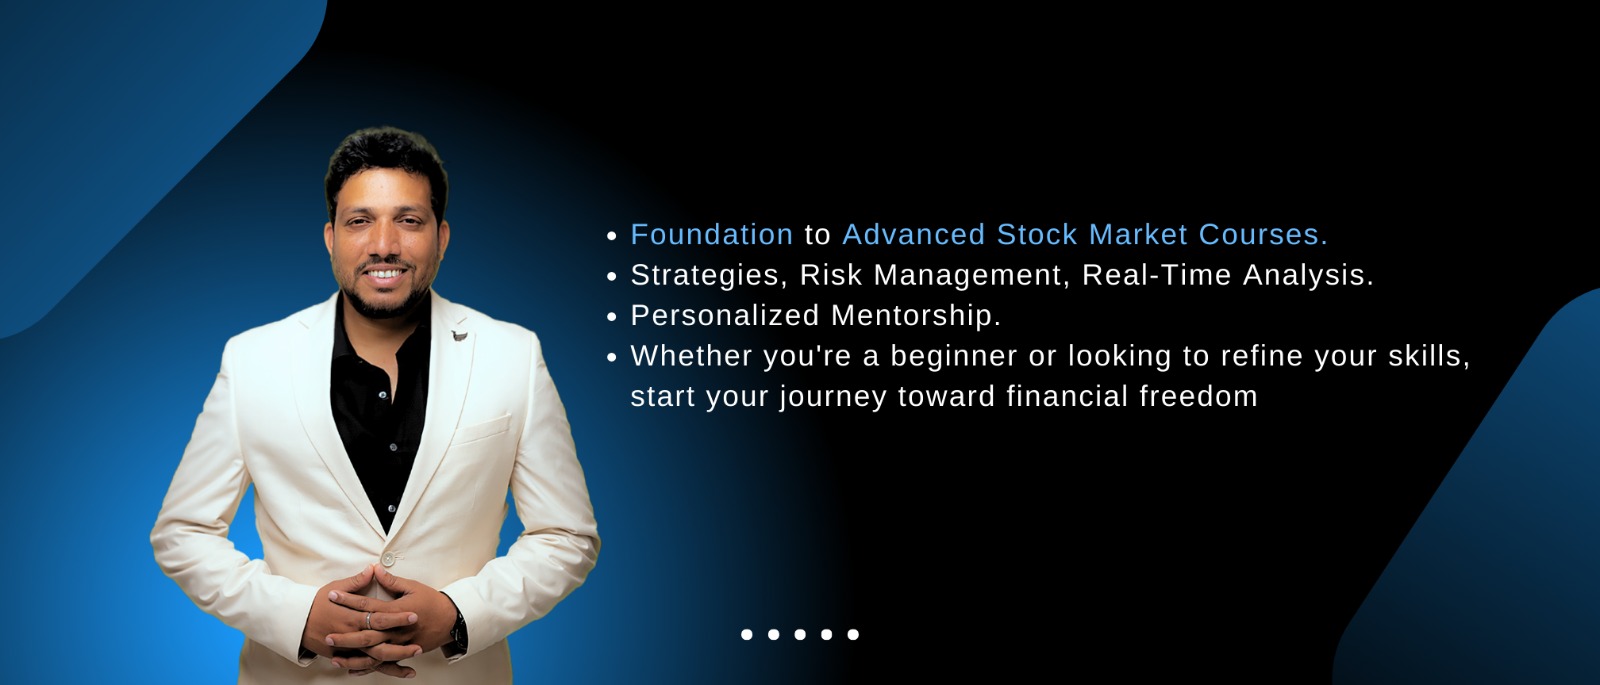 Foundation to Advanced Stock Market Courses.
Strategies, Risk Management, Real-Time Analysis.
Personalized Mentorship.
Whether you're a beginner or looking to refine your skills,
start your journey toward financial freedom